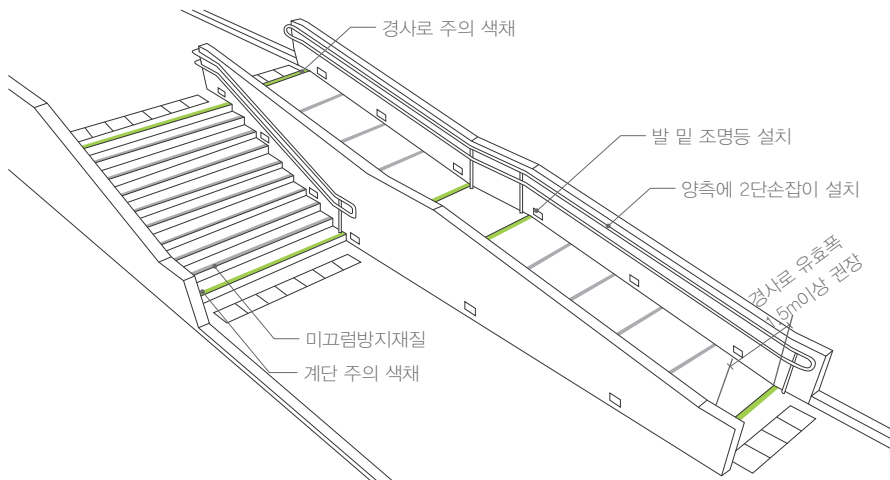 경사로 주의 색채
발 밑 조명등 설치
양측에 2단손잡이 설치
경사로 유효폭
1.5m이상 권장
미끄럼방지재질
계단 주의 색채